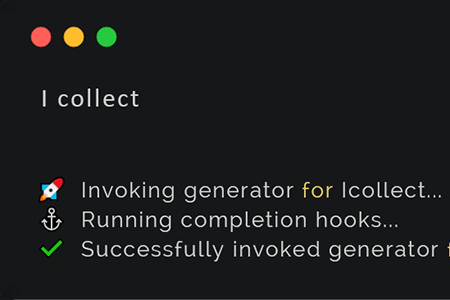 I collect
🚀 Invoking generator for Icollect...
⚓ Running completion hooks...
✔ Successfully invoked generator